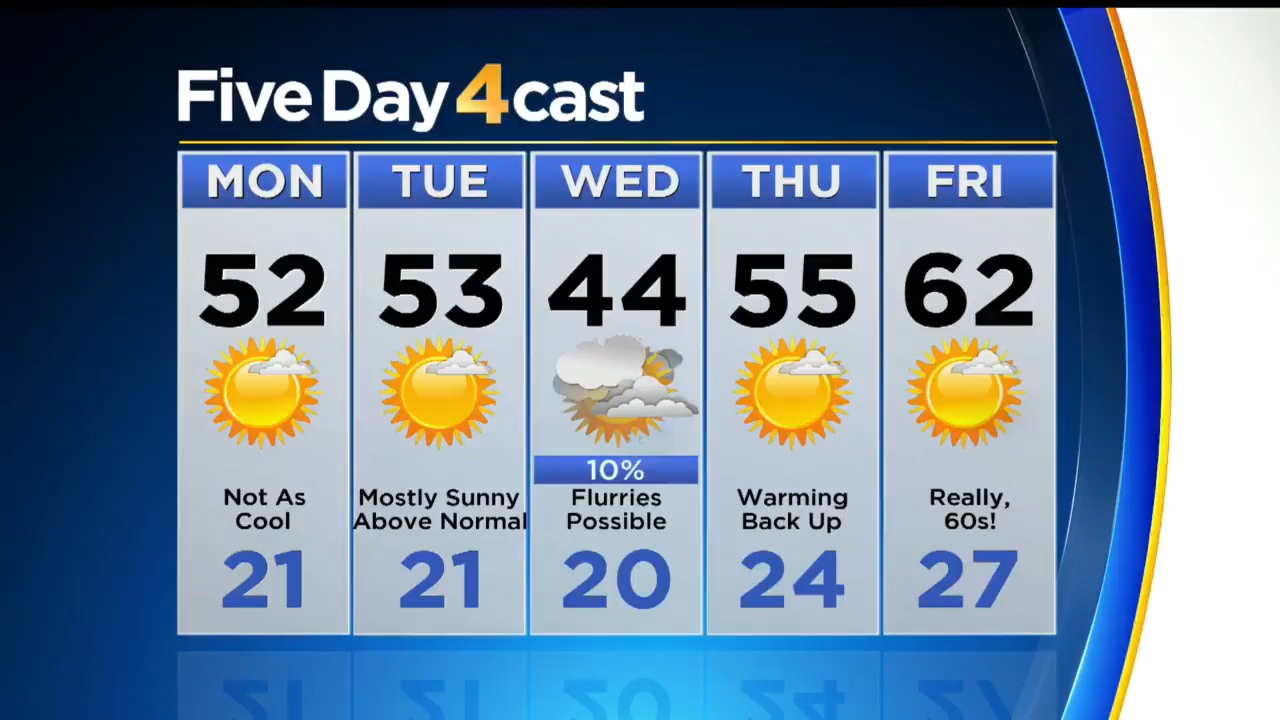 Five Day 4cast
MON TUE WED THU FRI
52 53 44 55 62
10%
Not As Mostly Sunny Flurries Warming Really,
Cool Above Normal Possible Back Up 60s!
21 21 20 24 27